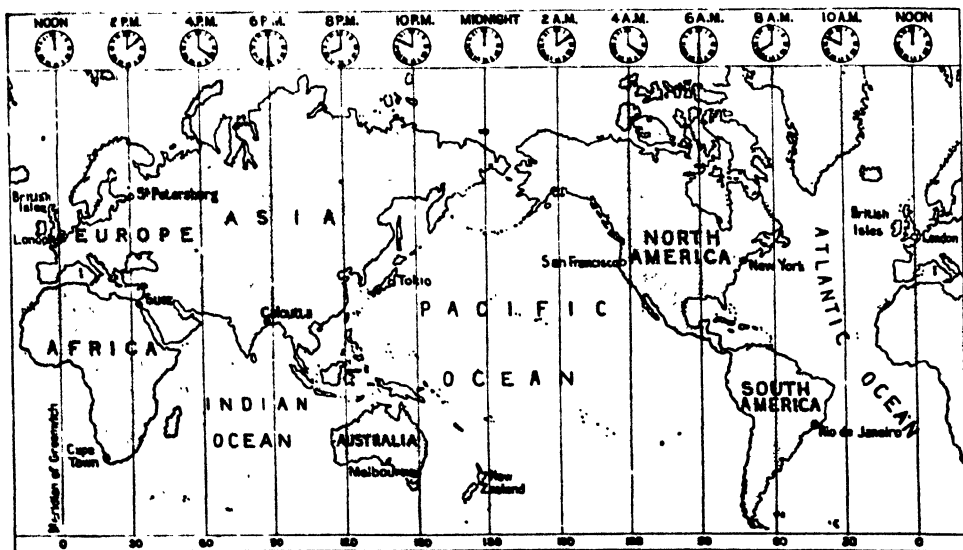 NOON 2 P.M. 4 P.M. 6 P.M. 8 P.M. 10 P.M. MIDNIGHT 2 A.M. 4 A.M. 6 A.M. 8 A.M. 10 A.M. NOON
British Isles
London
St Petersburg
EUROPE
ASIA
Suez
AFRICA
Calcutta
Tokio
INDIAN
OCEAN
Cape Town
Meridian of Greenwich
AUSTRALIA
Melbourne
New Zealand
PACIFIC
OCEAN
San Francisco
NORTH
AMERICA
New York
ATLANTIC
OCEAN
SOUTH
AMERICA
Rio de Janeiro
British Isles
London
0 30 60 90 120 150 180 150 120 90 60 30 0